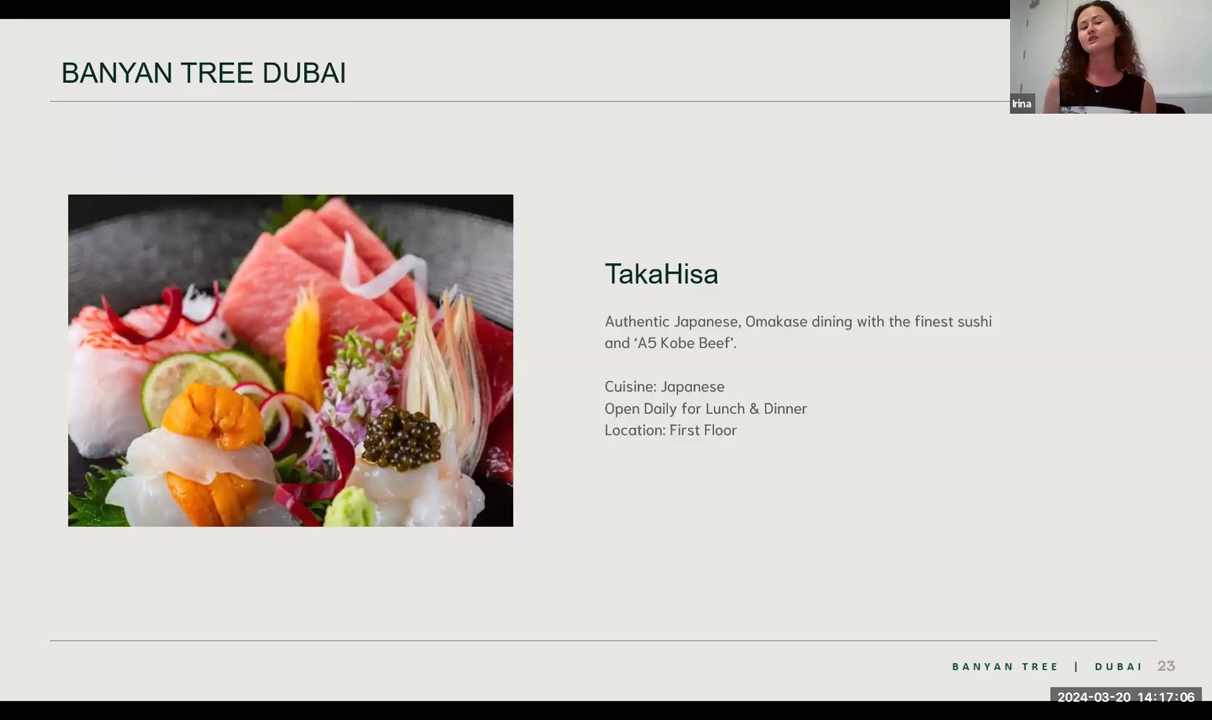 BANYAN TREE DUBAI
Irina
TakaHisa
Authentic Japanese, Omakase dining with the finest sushi
and ‘A5 Kobe Beef’.
Cuisine: Japanese
Open Daily for Lunch & Dinner
Location: First Floor
BANYAN TREE | DUBAI 23
2024-03-20 14:17:06